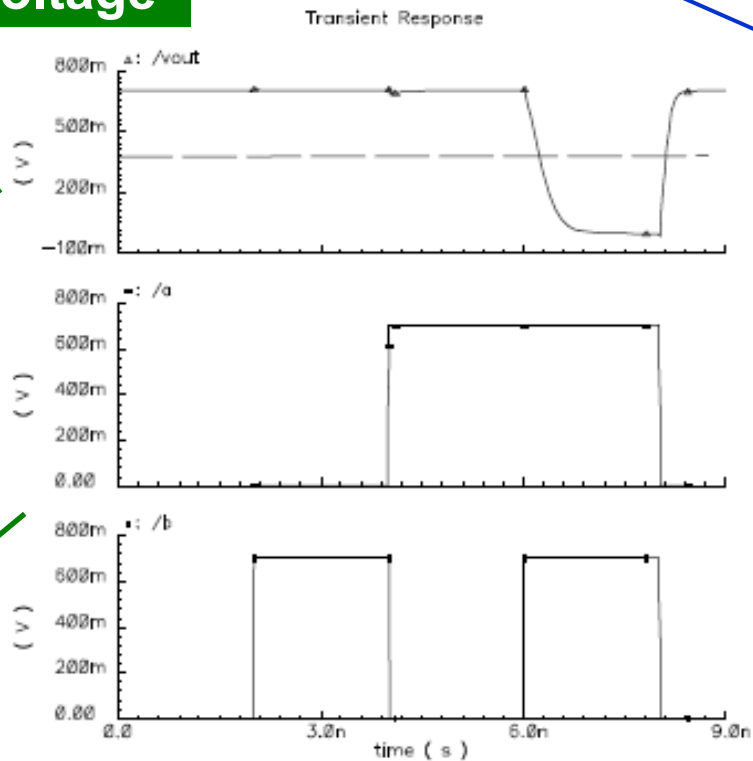 oltage
Transient Response
▵: /vout
800m
500m
200m
−100m
( V )
-: /a
800m
600m
400m
200m
0.00
( V )
▪: /b
800m
600m
400m
200m
0.00
( V )
0.0 3.0n 6.0n 9.0n
time ( s )